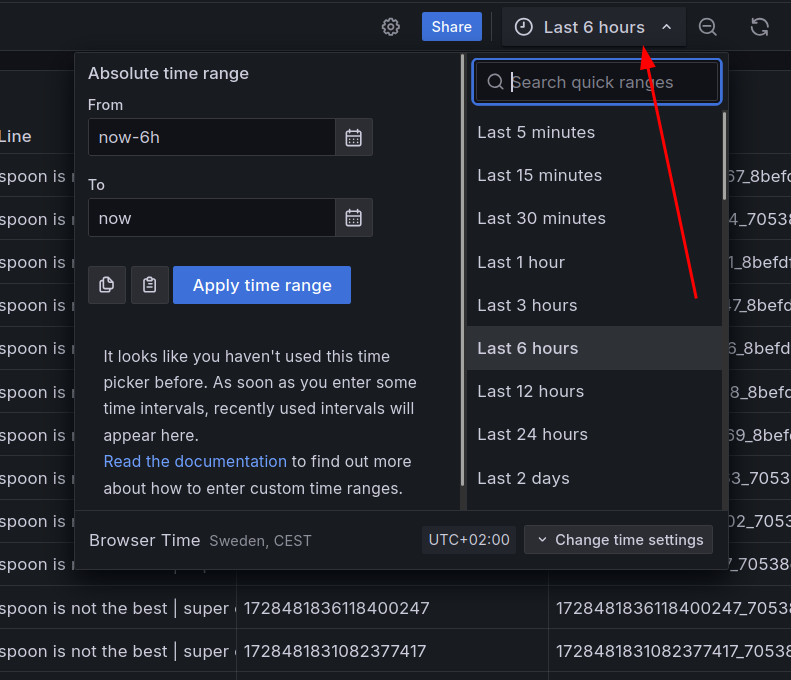 Share
Last 6 hours
Absolute time range
Search quick ranges
From
now-6h
To
now
Apply time range
It looks like you haven't used this time
picker before. As soon as you enter some
time intervals, recently used intervals will
appear here.
Read the documentation to find out more
about how to enter custom time ranges.
Last 5 minutes
Last 15 minutes
Last 30 minutes
Last 1 hour
Last 3 hours
Last 6 hours
Last 12 hours
Last 24 hours
Last 2 days
Browser Time Sweden, CEST
UTC+02:00
Change time settings
Line
spoon is
67_8befd
spoon is
4_70538
spoon is
1_8befdf
spoon is
47_8befd
spoon is
6_8befd
spoon is
8_8befd
spoon is
69_8bef
spoon is
63_7053
spoon is
02_7053
spoon is
7_70538
spoon is not the best | super 1728481836118400247 1728481836118400247_7053
spoon is not the best | super 1728481831082377417 1728481831082377417_70538